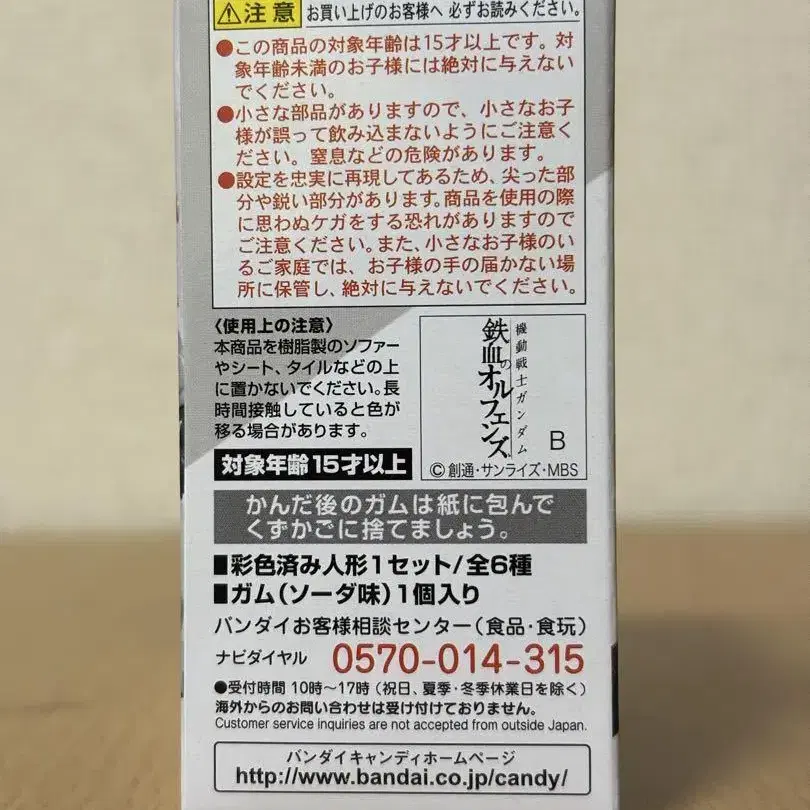 ⚠注意 お買い上げのお客様へ 必ずお読みください。
●この商品の対象年齢は15才以上です。対
象年齢未満のお子様には絶対に与えない
でください。
●小さな部品がありますので、小さなお子
様が誤って飲み込まないようにご注意く
ださい。窒息などの危険があります。
●設定を忠実に再現してあるため、尖った部
分や鋭い部分があります。商品を使用の際
に思わぬケガをする恐れがありますので
ご注意ください。また、小さなお子様のい
るご家庭では、お子様の手の届かない場
所に保管し、絶対に与えないでください。
〈使用上の注意〉
本商品を樹脂製のソファー
やシート、タイルなどの上
に置かないでください。長
時間接触していると色が
移る場合があります。
対象年齢15才以上
機動戦士ガンダム
鉄血のオルフェンズ
B
©創通・サンライズ・MBS
かんだ後のガムは紙に包んで
くずかごに捨てましょう。
■彩色済み人形1セット/全6種
■ガム(ソーダ味)1個入り
バンダイお客様相談センター(食品・食玩)
ナビダイヤル 0570-014-315
●受付時間 10時〜17時(祝日、夏季・冬季休業日を除く)
海外からのお問い合わせは受け付けておりません。
Customer service inquiries are not accepted from outside Japan.
バンダイキャンディホームページ
http://www.bandai.co.jp/candy/